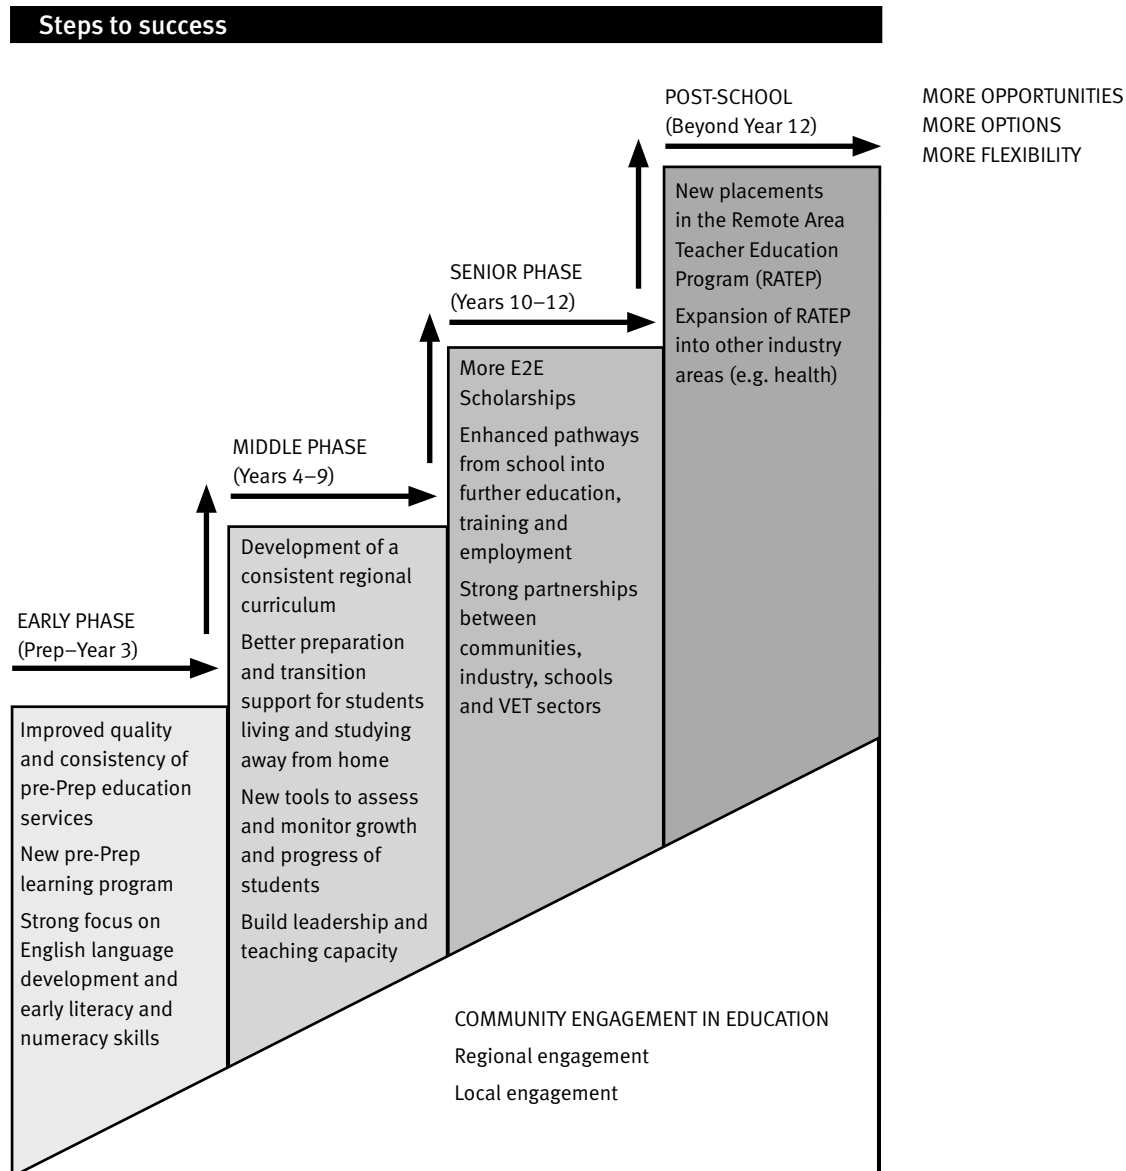 Steps to success
POST-SCHOOL
(Beyond Year 12)
MORE OPPORTUNITIES
MORE OPTIONS
MORE FLEXIBILITY
New placements
in the Remote Area
Teacher Education
Program (RATEP)
Expansion of RATEP
into other industry
areas (e.g. health)
SENIOR PHASE
(Years 10–12)
More E2E
Scholarships
Enhanced pathways
from school into
further education,
training and
employment
Strong partnerships
between
communities,
industry, schools
and VET sectors
MIDDLE PHASE
(Years 4–9)
Development of a
consistent regional
curriculum
Better preparation
and transition
support for students
living and studying
away from home
New tools to assess
and monitor growth
and progress of
students
Build leadership and
teaching capacity
EARLY PHASE
(Prep–Year 3)
Improved quality
and consistency of
pre-Prep education
services
New pre-Prep
learning program
Strong focus on
English language
development and
early literacy and
numeracy skills
COMMUNITY ENGAGEMENT IN EDUCATION
Regional engagement
Local engagement